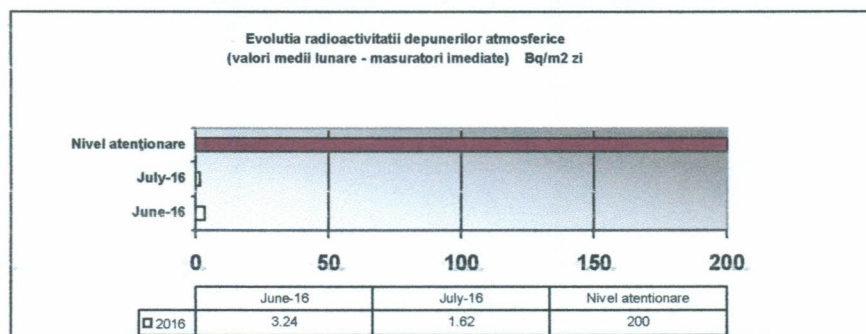 Evolutia radioactivitatii depunerilor atmosferice
(valori medii lunare - masuratori imediate) Bq/m2 zi
Nivel atenţionare
July-16
June-16
0 50 100 150 200
June-16 July-16 Nivel atentionare
2016 3.24 1.62 200